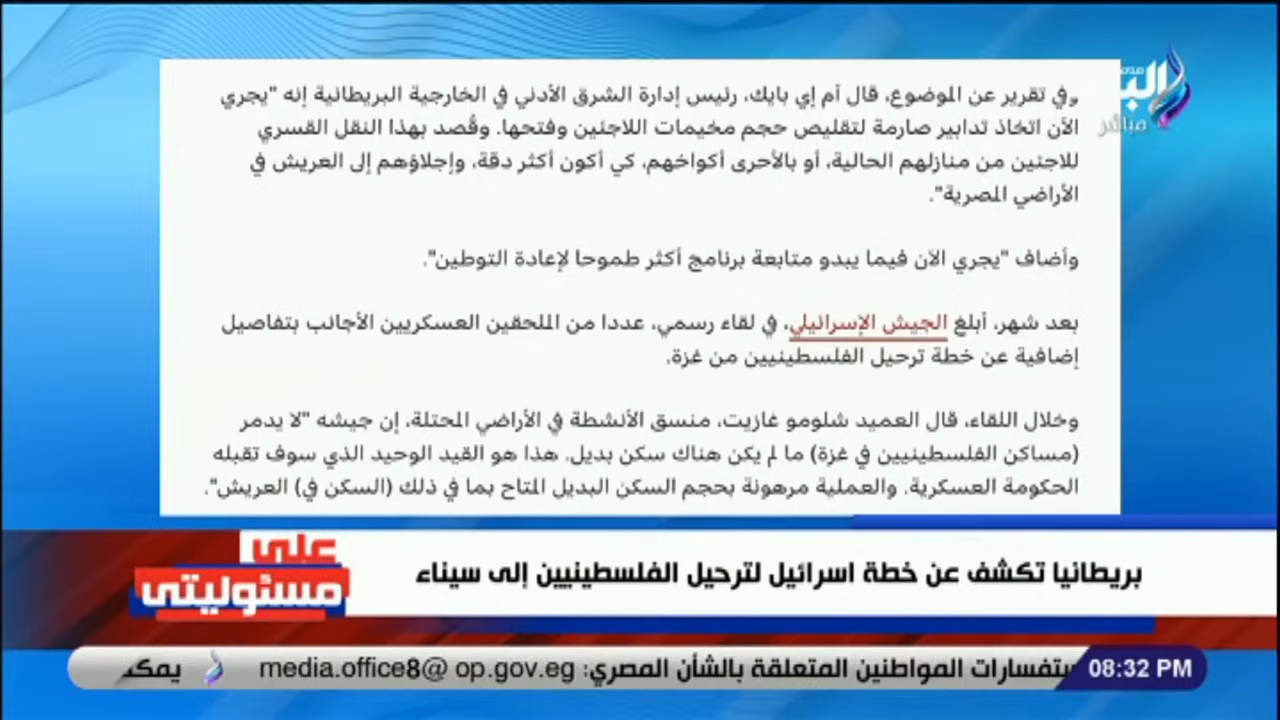 البلد
مباشر
وفي تقرير عن الموضوع، قال أم إي بايك، رئيس إدارة الشرق الأدنى في الخارجية البريطانية إنه "يجري
الآن اتخاذ تدابير صارمة لتقليص حجم مخيمات اللاجئين وفتحها. وقُصد بهذا النقل القسري
للاجئين من منازلهم الحالية، أو بالأحرى أكواخهم، كي أكون أكثر دقة، وإجلاؤهم إلى العريش في
الأراضي المصرية".
وأضاف "يجري الآن فيما يبدو متابعة برنامج أكثر طموحا لإعادة التوطين".
بعد شهر، أبلغ الجيش الإسرائيلي، في لقاء رسمي، عددا من الملحقين العسكريين الأجانب بتفاصيل
إضافية عن خطة ترحيل الفلسطينيين من غزة.
وخلال اللقاء، قال العميد شلومو غازيت، منسق الأنشطة في الأراضي المحتلة، إن جيشه "لا يدمر
(مساكن الفلسطينيين في غزة) ما لم يكن هناك سكن بديل. هذا هو القيد الوحيد الذي سوف تقبله
الحكومة العسكرية. والعملية مرهونة بحجم السكن البديل المتاح بما في ذلك (السكن في) العريش".
على
مسئوليتى
بريطانيا تكشف عن خطة اسرائيل لترحيل الفلسطينيين إلى سيناء
08:32 PM
ستفسارات المواطنين المتعلقة بالشأن المصري: media.office8@ op.gov.eg